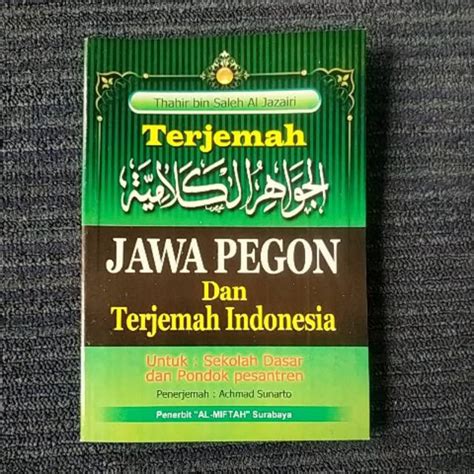 Thahir bin Saleh Al Jazairi
Terjemah
الجواهر الكلامية
JAWA PEGON
Dan
Terjemah Indonesia
Untuk : Sekolah Dasar
dan Pondok pesantren
Penerjemah : Achmad Sunarto
Penerbit "AL-MIFTAH" Surabaya